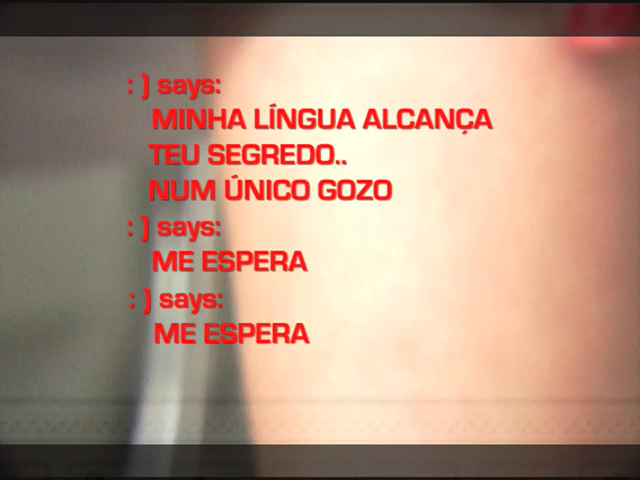 : ) says:
MINHA LÍNGUA ALCANÇA
TEU SEGREDO..
NUM ÚNICO GOZO
: ) says:
ME ESPERA
: ) says:
ME ESPERA